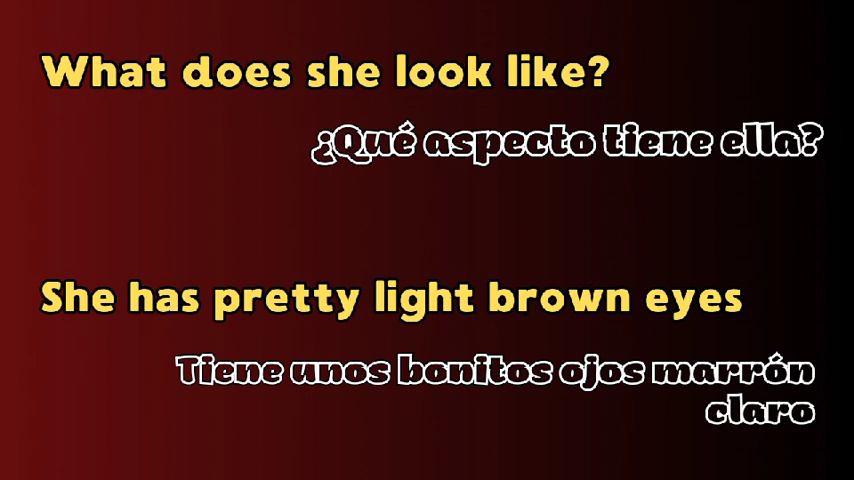 What does she look like?
¿Qué aspecto tiene ella?
She has pretty light brown eyes
Tiene unos bonitos ojos marrón
claro